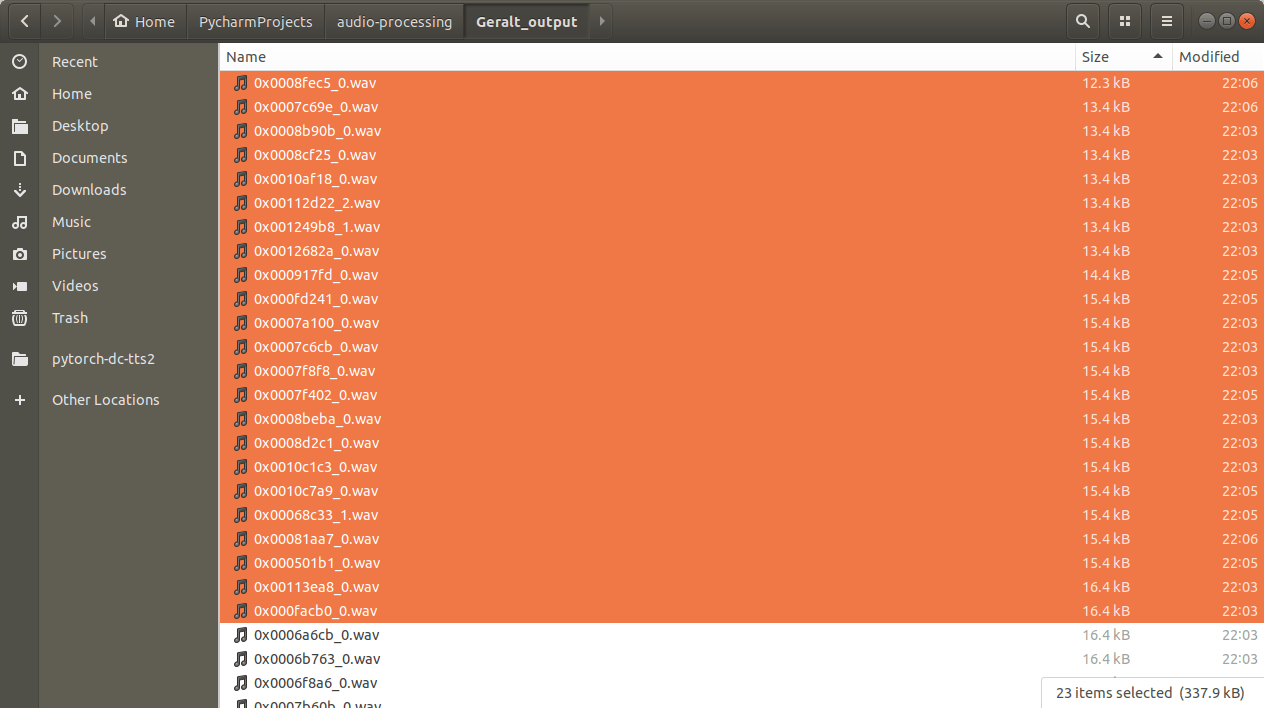 Home PycharmProjects audio-processing Geralt_output
Recent
Home
Desktop
Documents
Downloads
Music
Pictures
Videos
Trash
pytorch-dc-tts2
Other Locations
Name Size Modified
0x0008fec5_0.wav 12.3 kB 22:06
0x0007c69e_0.wav 13.4 kB 22:06
0x0008b90b_0.wav 13.4 kB 22:03
0x0008cf25_0.wav 13.4 kB 22:03
0x0010af18_0.wav 13.4 kB 22:03
0x00112d22_2.wav 13.4 kB 22:05
0x001249b8_1.wav 13.4 kB 22:03
0x0012682a_0.wav 13.4 kB 22:03
0x000917fd_0.wav 14.4 kB 22:05
0x000fd241_0.wav 15.4 kB 22:05
0x0007a100_0.wav 15.4 kB 22:03
0x0007c6cb_0.wav 15.4 kB 22:03
0x0007f8f8_0.wav 15.4 kB 22:03
0x0007f402_0.wav 15.4 kB 22:05
0x0008beba_0.wav 15.4 kB 22:03
0x0008d2c1_0.wav 15.4 kB 22:03
0x0010c1c3_0.wav 15.4 kB 22:03
0x0010c7a9_0.wav 15.4 kB 22:05
0x00068c33_1.wav 15.4 kB 22:05
0x00081aa7_0.wav 15.4 kB 22:06
0x000501b1_0.wav 15.4 kB 22:05
0x00113ea8_0.wav 16.4 kB 22:03
0x000facb0_0.wav 16.4 kB 22:03
0x0006a6cb_0.wav 16.4 kB 22:03
0x0006b763_0.wav 16.4 kB 22:03
0x0006f8a6_0.wav
0x0007b60b_0.wav
23 items selected (337.9 kB)